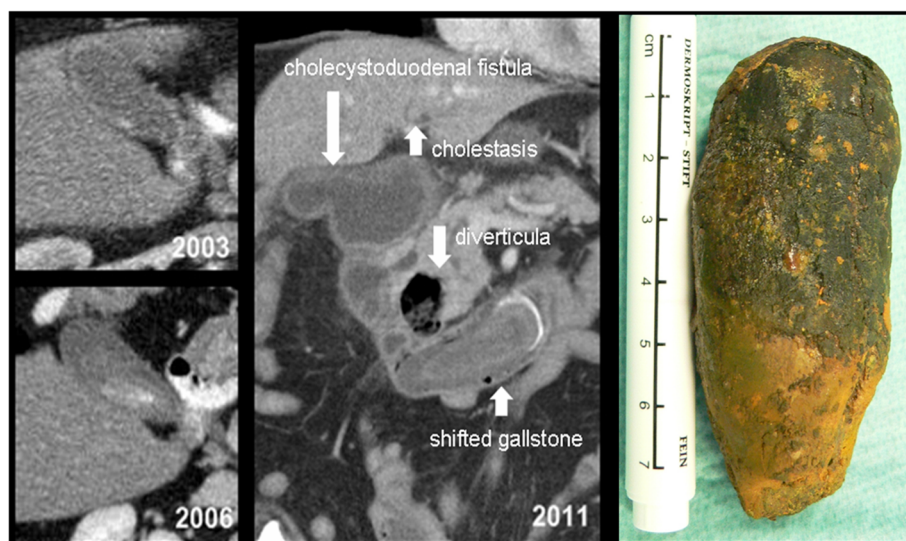 2003
2006
cholecystoduodenal fistula
cholestasis
diverticula
shifted gallstone
2011
cm
1
2
3
4
5
6
7
DERMOSKRIPT - STIFT
FEIN